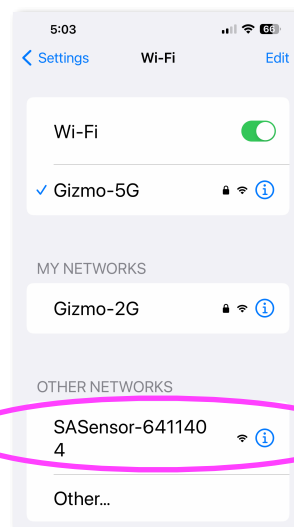 5:03 66
Settings Wi-Fi Edit
Wi-Fi
Gizmo-5G
MY NETWORKS
Gizmo-2G
OTHER NETWORKS
SASensor-641140
4
Other...